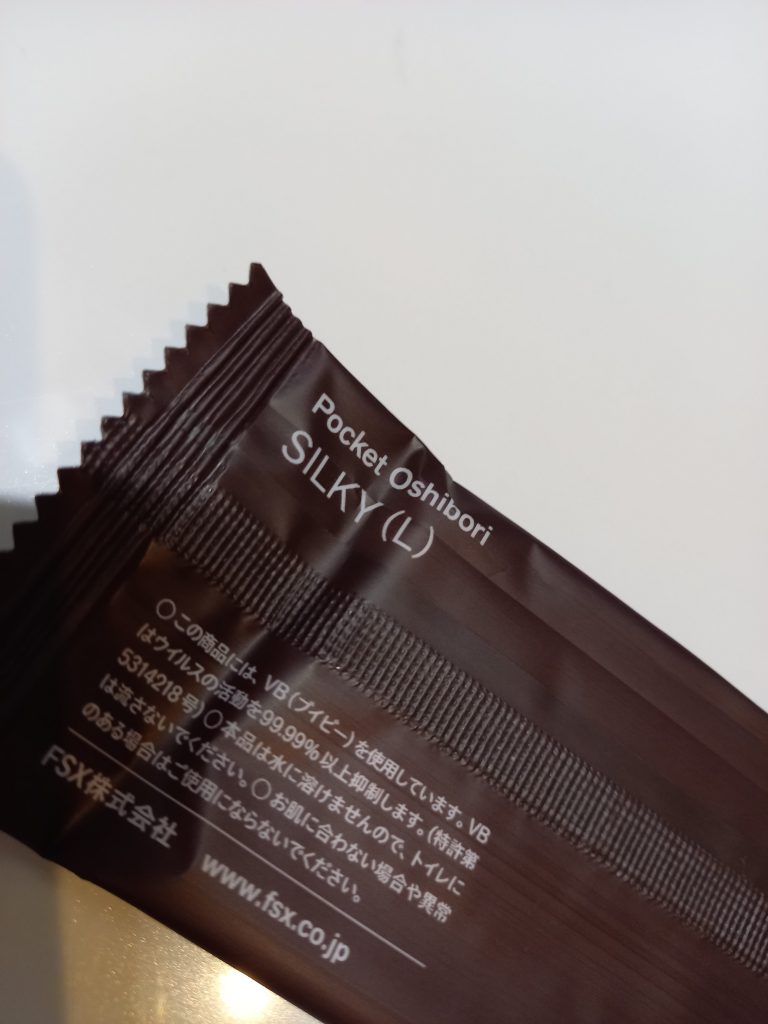 Pocket Oshibori
SILKY (L)
○この商品には、VB（ブイビー）を使用しています。VB
はウイルスの活動を99.99%以上抑制します。（特許第
5314218号）○本品は水に溶けませんので、トイレに
は流さないでください。○お肌に合わない場合や異常
のある場合はご使用にならないでください。
FSX株式会社 www.fsx.co.jp